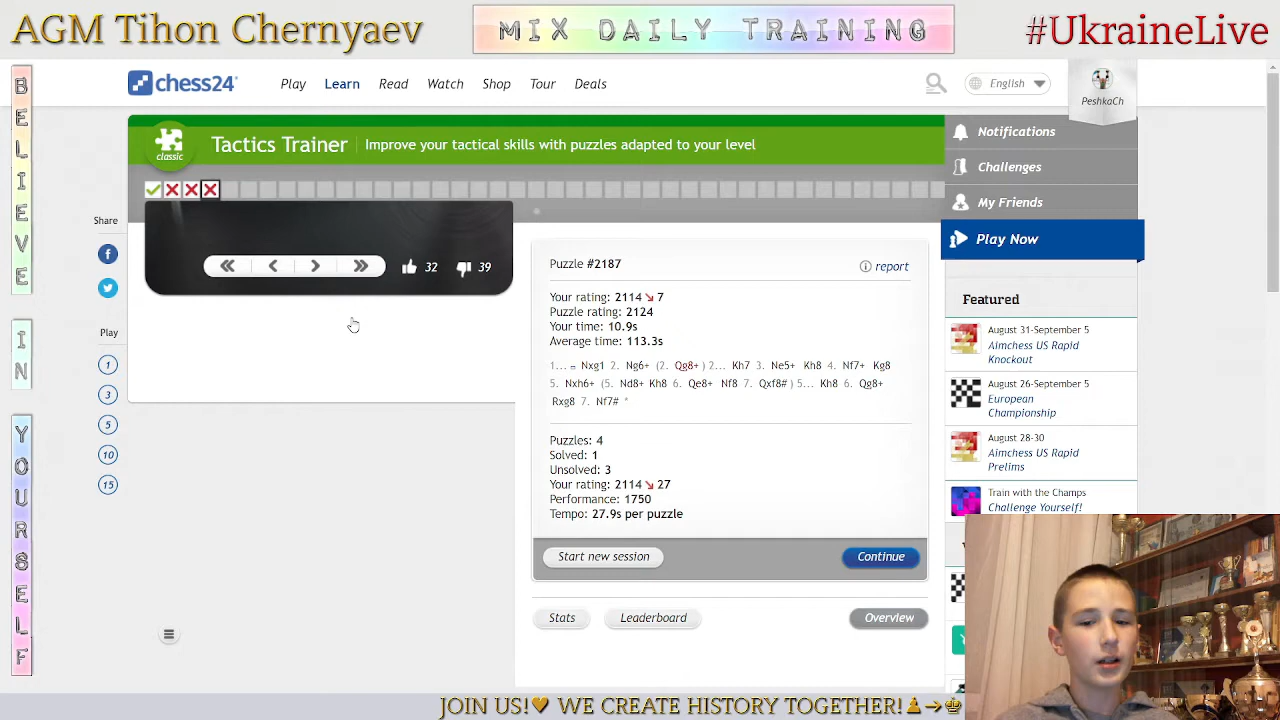 AGM Tihon Chernyaev
MIX DAILY TRAINING
#UkraineLive
BELIEVE
IN
YOURSELF
chess24
Play
Learn
Read
Watch
Shop
Tour
Deals
English
PeshkaCh
classic
Tactics Trainer
Improve your tactical skills with puzzles adapted to your level
Notifications
Challenges
My Friends
Play Now
Share
Play
1
3
5
10
15
32
39
Puzzle #2187
report
Your rating: 2114 ↘ 7
Puzzle rating: 2124
Your time: 10.9s
Average time: 113.3s
1... Nxg1 2. Ng6+ (2. Qg8+) 2... Kh7 3. Ne5+ Kh8 4. Nf7+ Kg8
5. Nxh6+ (5. Nd8+ Kh8 6. Qe8+ Nf8 7. Qxf8#) 5... Kh8 6. Qg8+
Rxg8 7. Nf7# *
Puzzles: 4
Solved: 1
Unsolved: 3
Your rating: 2114 ↘ 27
Performance: 1750
Tempo: 27.9s per puzzle
Start new session
Continue
Stats
Leaderboard
Overview
Featured
August 31-September 5
Aimchess US Rapid
Knockout
August 26-September 5
European
Championship
August 28-30
Aimchess US Rapid
Prelims
Train with the Champs
Challenge Yourself!
JOIN US!♥ WE CREATE HISTORY TOGETHER!♟→♚